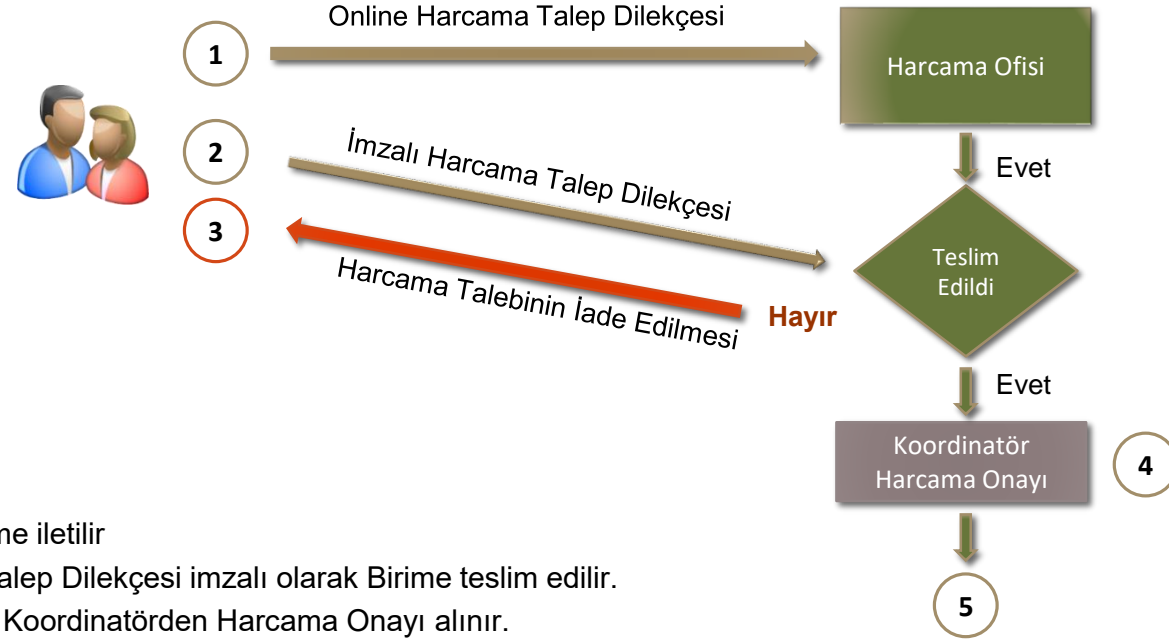 Online Harcama Talep Dilekçesi
1
Harcama Ofisi
2
İmzalı Harcama Talep Dilekçesi
Evet
3
Harcama Talebinin İade Edilmesi
Hayır
Teslim
Edildi
Evet
Koordinatör
Harcama Onayı
4
iletilir
Dilekçesi imzalı olarak Birime teslim edilir.
Koordinatörden Harcama Onayı alınır.
5